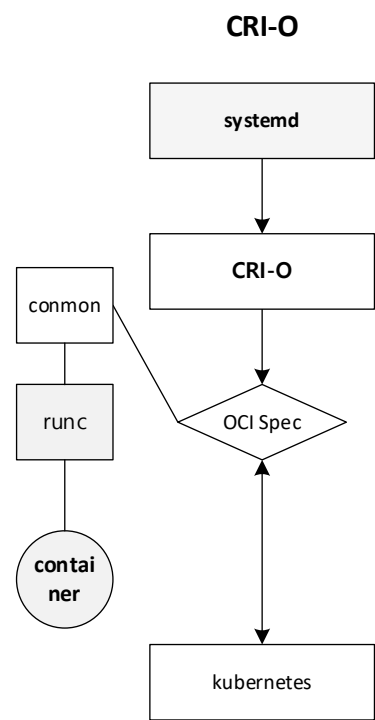 CRI-O
systemd
CRI-O
conmon
runc
OCI Spec
contai
ner
kubernetes